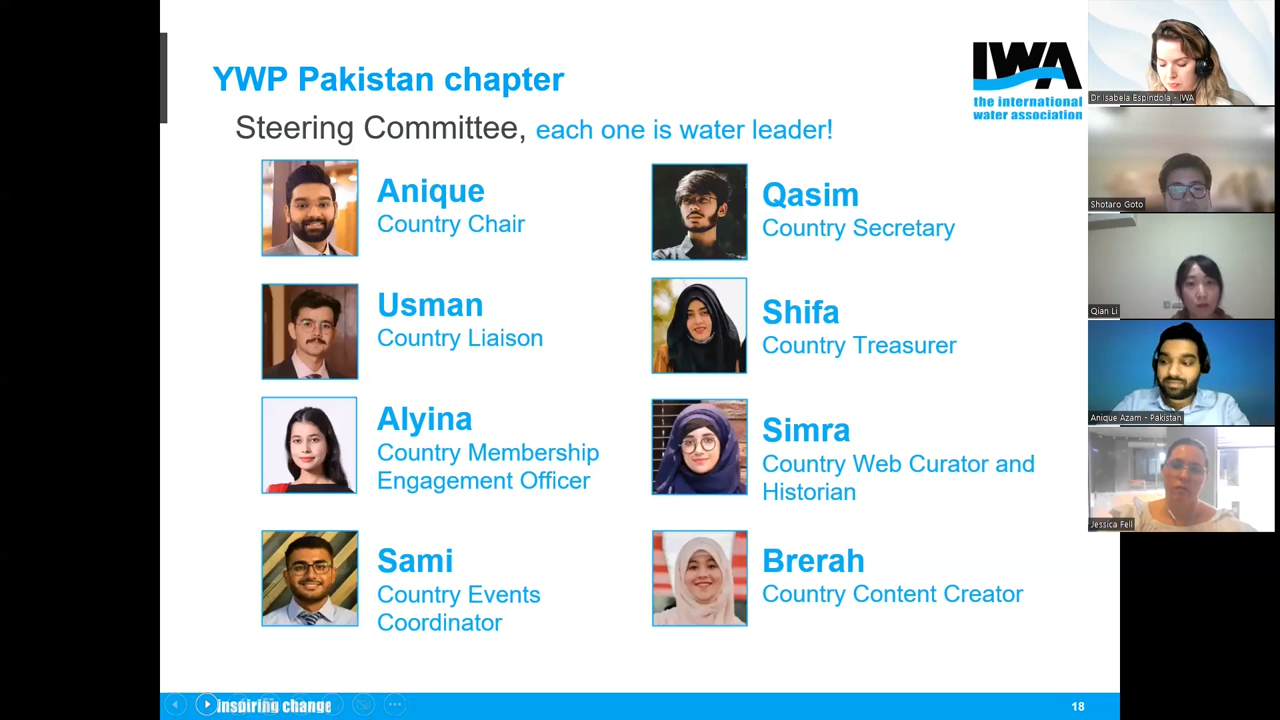 YWP Pakistan chapter
IWA
the international
water association
Steering Committee, each one is water leader!
Anique
Country Chair
Qasim
Country Secretary
Usman
Country Liaison
Shifa
Country Treasurer
Alyina
Country Membership
Engagement Officer
Simra
Country Web Curator and
Historian
Sami
Country Events
Coordinator
Brerah
Country Content Creator
inspiring change
18
Dr Isabela Espindola - IWA
Shotaro Goto
Qian Li
Anique Azam - Pakistan
Jessica Fell